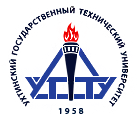 УХТИНСКИЙ ГОСУДАРСТВЕННЫЙ ТЕХНИЧЕСКИЙ УНИВЕРСИТЕТ
УГТУ
1958